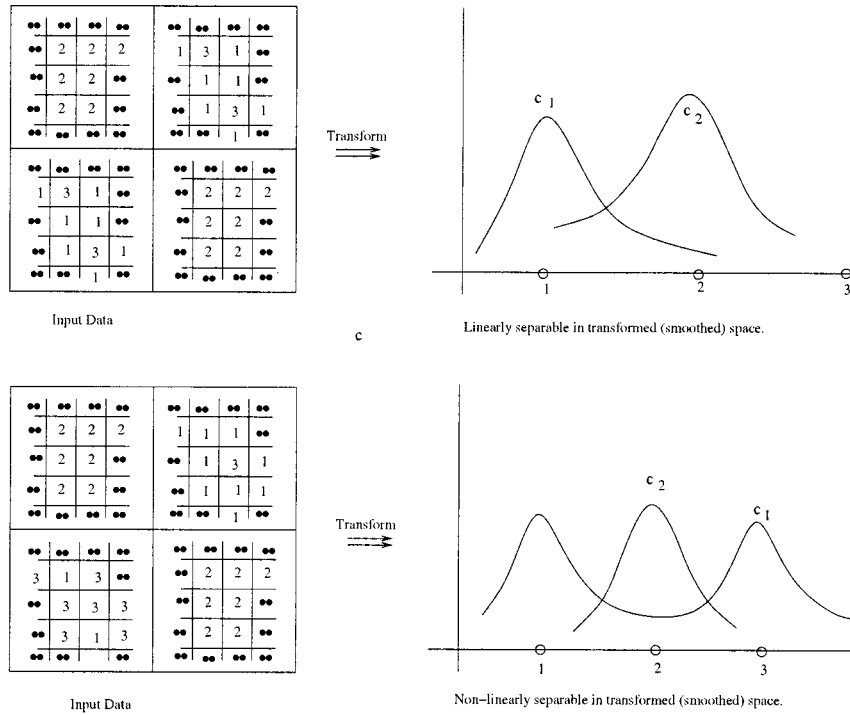 2 2 2
2 2
2 2
1 3 1
1 1
1 3 1
1
1 3 1
1 1
1 3 1
1
2 2 2
2 2
2 2
Input Data
Transform
c 1
c 2
1 2 3
Linearly separable in transformed (smoothed) space.
c
2 2 2
2 2
2 2
1 1 1
1 3 1
1 1 1
1
3 1 3
3 3 3
3 1 3
2 2 2
2 2
2 2
Input Data
Transform
c 2
c 1
1 2 3
Non-linearly separable in transformed (smoothed) space.